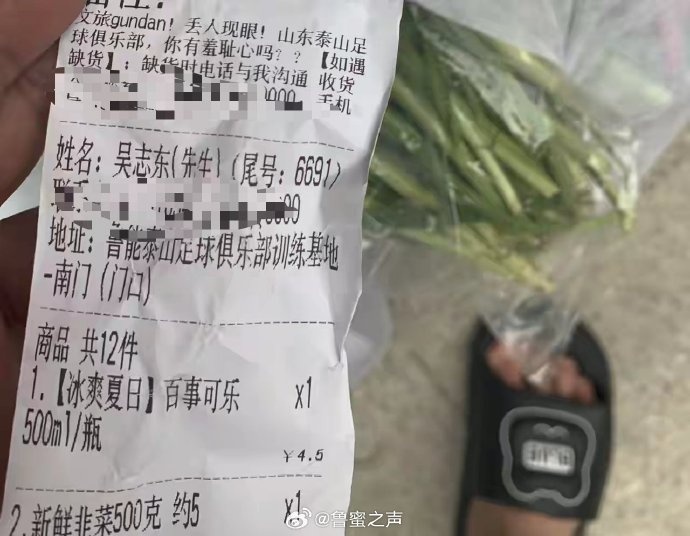 文旅gundan！丢人现眼！山东泰山足
球俱乐部，你有羞耻心吗？？【如遇
缺货】：缺货时电话与我沟通 收货
手机
姓名：吴志东(先生)(尾号：6691)
地址：鲁能泰山足球俱乐部训练基地
-南门(门口)
商品 共12件
1.【冰爽夏日】百事可乐 x1
500ml/瓶
￥4.5
2.新鲜韭菜500克 约5 x1
@鲁蜜之声